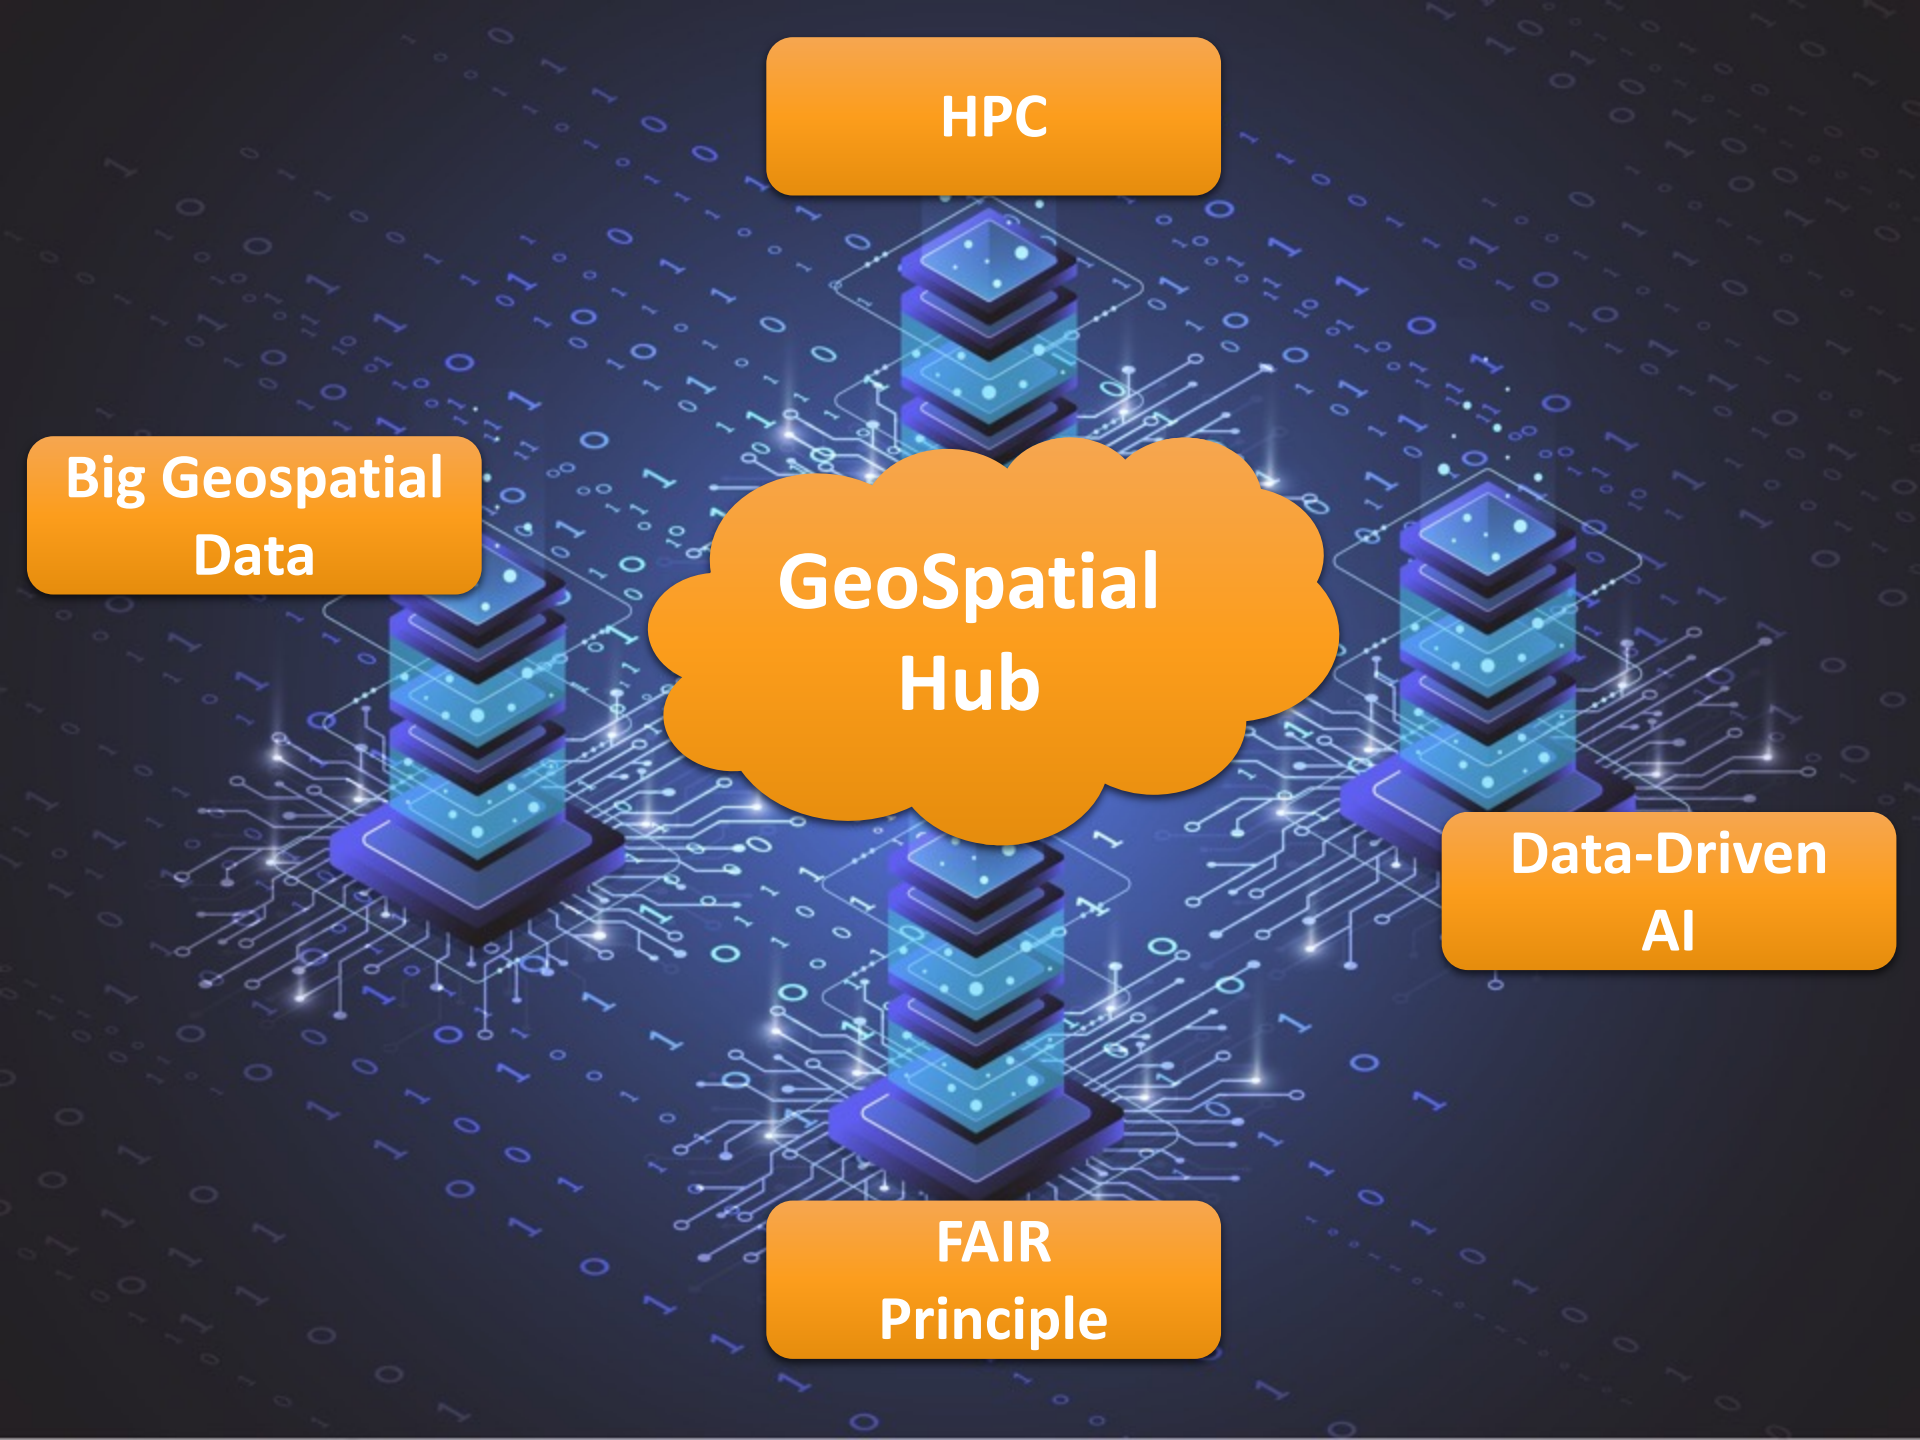 HPC
Big Geospatial
Data
GeoSpatial
Hub
Data-Driven
AI
FAIR
Principle